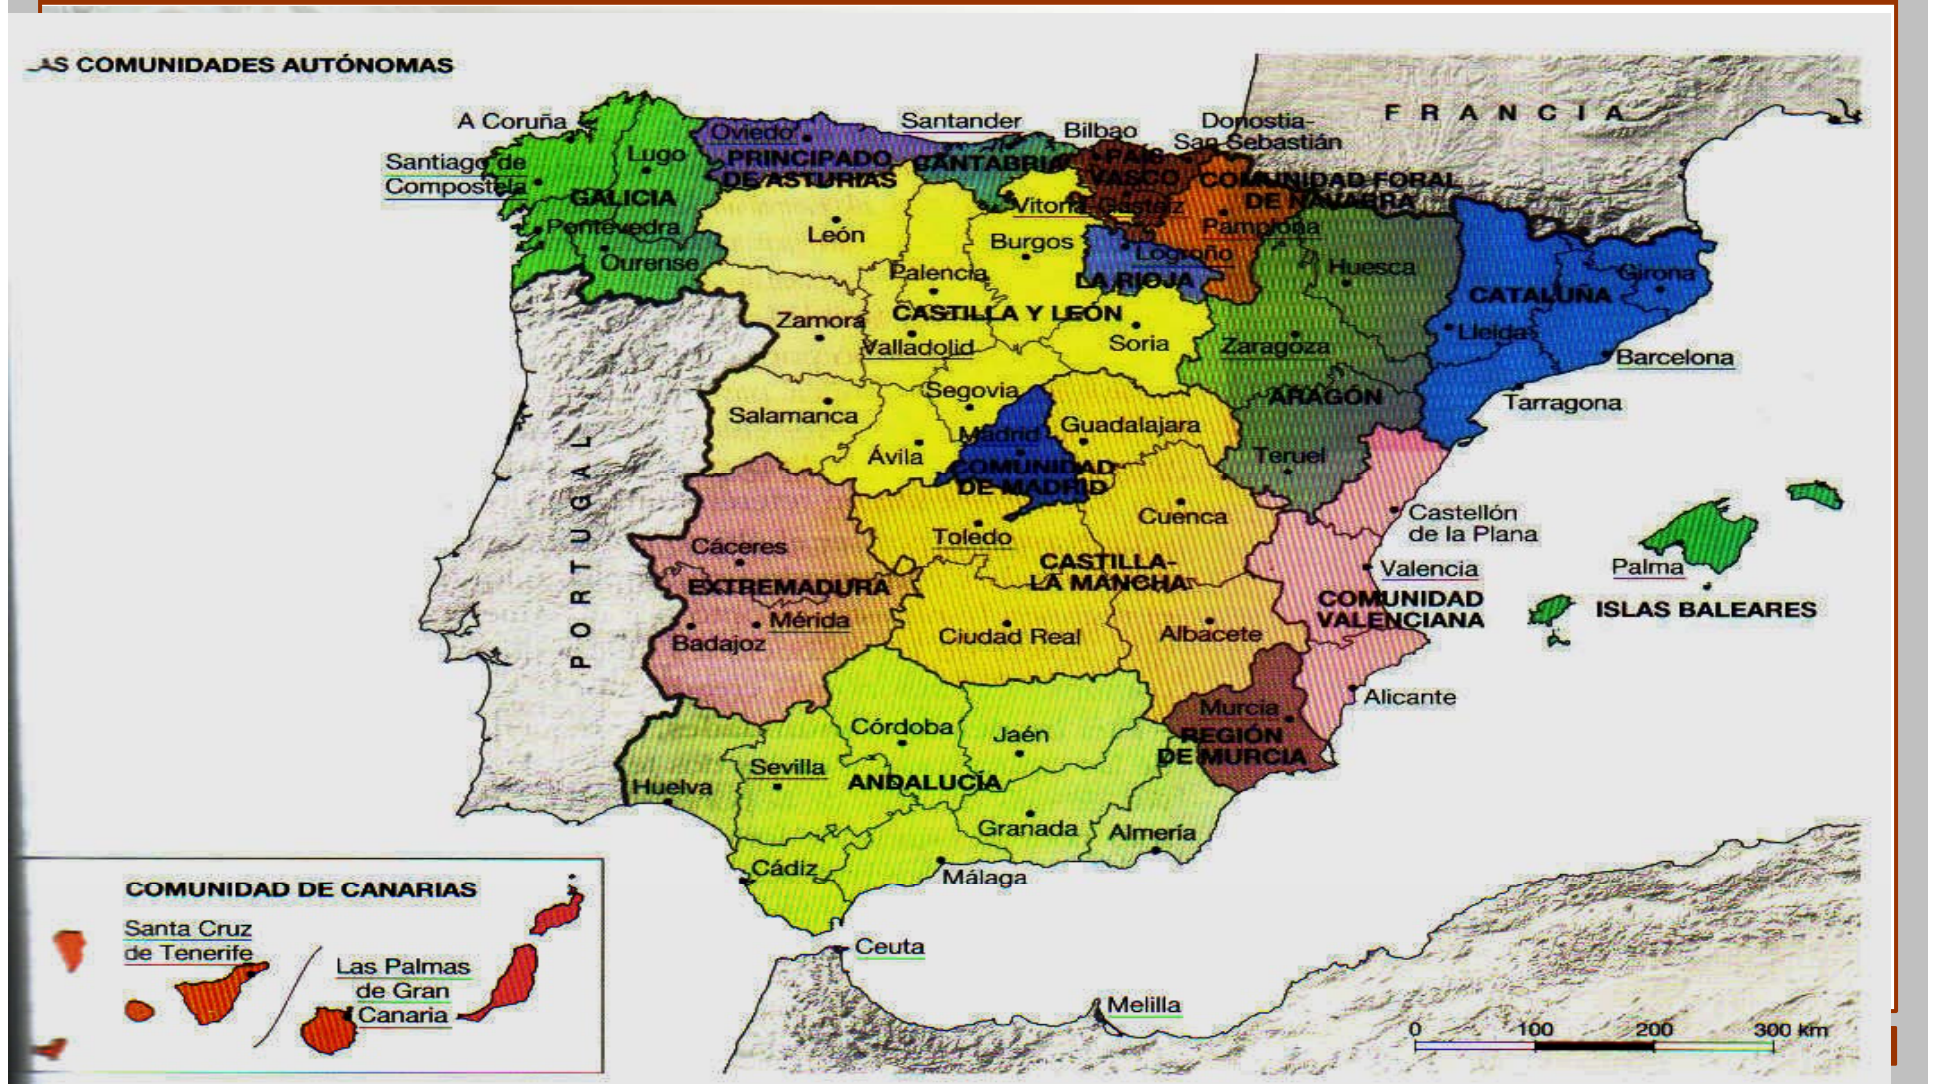 AS COMUNIDADES AUTÓNOMAS
FRANCIA
A Coruña
Santiago de
Compostela
Lugo
GALICIA
Pontevedra
Ourense
Oviedo
PRINCIPADO
DE ASTURIAS
Santander
CANTABRIA
Bilbao
PAÍS
VASCO
Vitoria-Gasteiz
Donostia-
San Sebastián
COMUNIDAD FORAL
DE NAVARRA
Pamplona
Logroño
LA RIOJA
León
Burgos
Palencia
Zamora
CASTILLA Y LEÓN
Valladolid
Soria
Segovia
Salamanca
Ávila
Huesca
Zaragoza
ARAGÓN
Teruel
Girona
CATALUÑA
Lleida
Barcelona
Tarragona
Madrid
COMUNIDAD
DE MADRID
Guadalajara
Cuenca
Toledo
CASTILLA-
LA MANCHA
Ciudad Real
Albacete
PORTUGAL
Cáceres
EXTREMADURA
Mérida
Badajoz
Castellón
de la Plana
Valencia
COMUNIDAD
VALENCIANA
Alicante
Palma
ISLAS BALEARES
Murcia
REGIÓN
DE MURCIA
Córdoba
Jaén
Sevilla
ANDALUCÍA
Huelva
Granada
Almería
Cádiz
Málaga
Ceuta
Melilla
COMUNIDAD DE CANARIAS
Santa Cruz
de Tenerife
Las Palmas
de Gran
Canaria
0 100 200 300 km